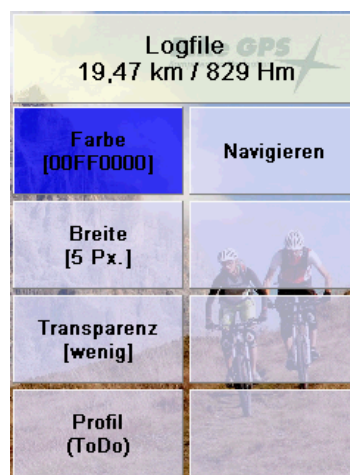 Logfile
19,47 km / 829 Hm
Farbe
[00FF0000]
Navigieren
Breite
[5 Px.]
Transparenz
[wenig]
Profil
(ToDo)